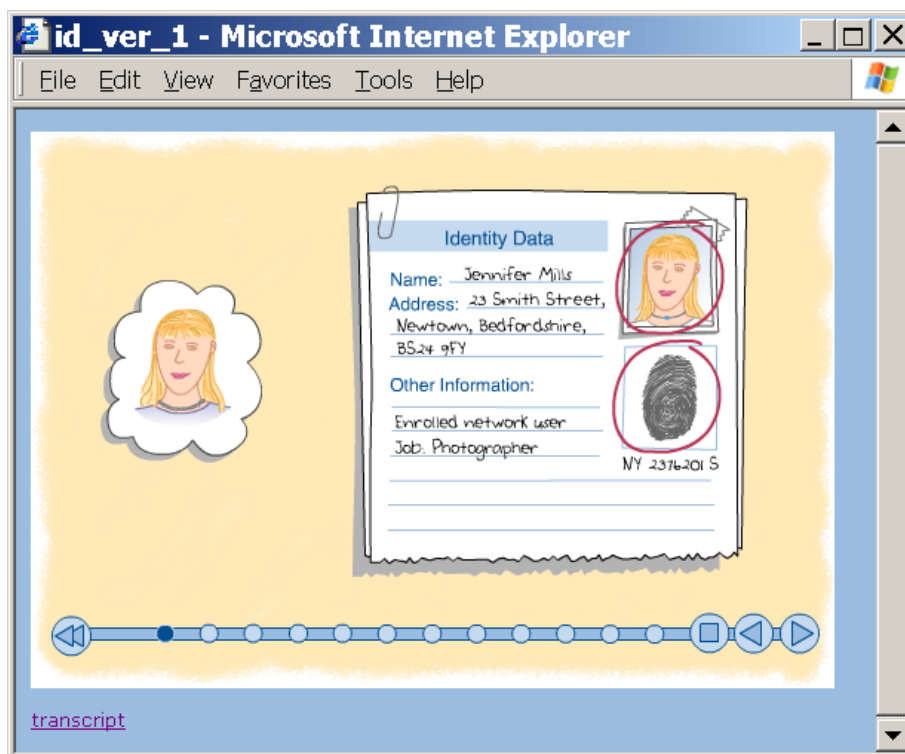 id_ver_1 - Microsoft Internet Explorer
File Edit View Favorites Tools Help
Identity Data
Name: Jennifer Mills
Address: 23 Smith Street,
Newtown, Bedfordshire,
BS24 9FY
Other Information:
Enrolled network user
Job: Photographer
NY 2376201 S
transcript